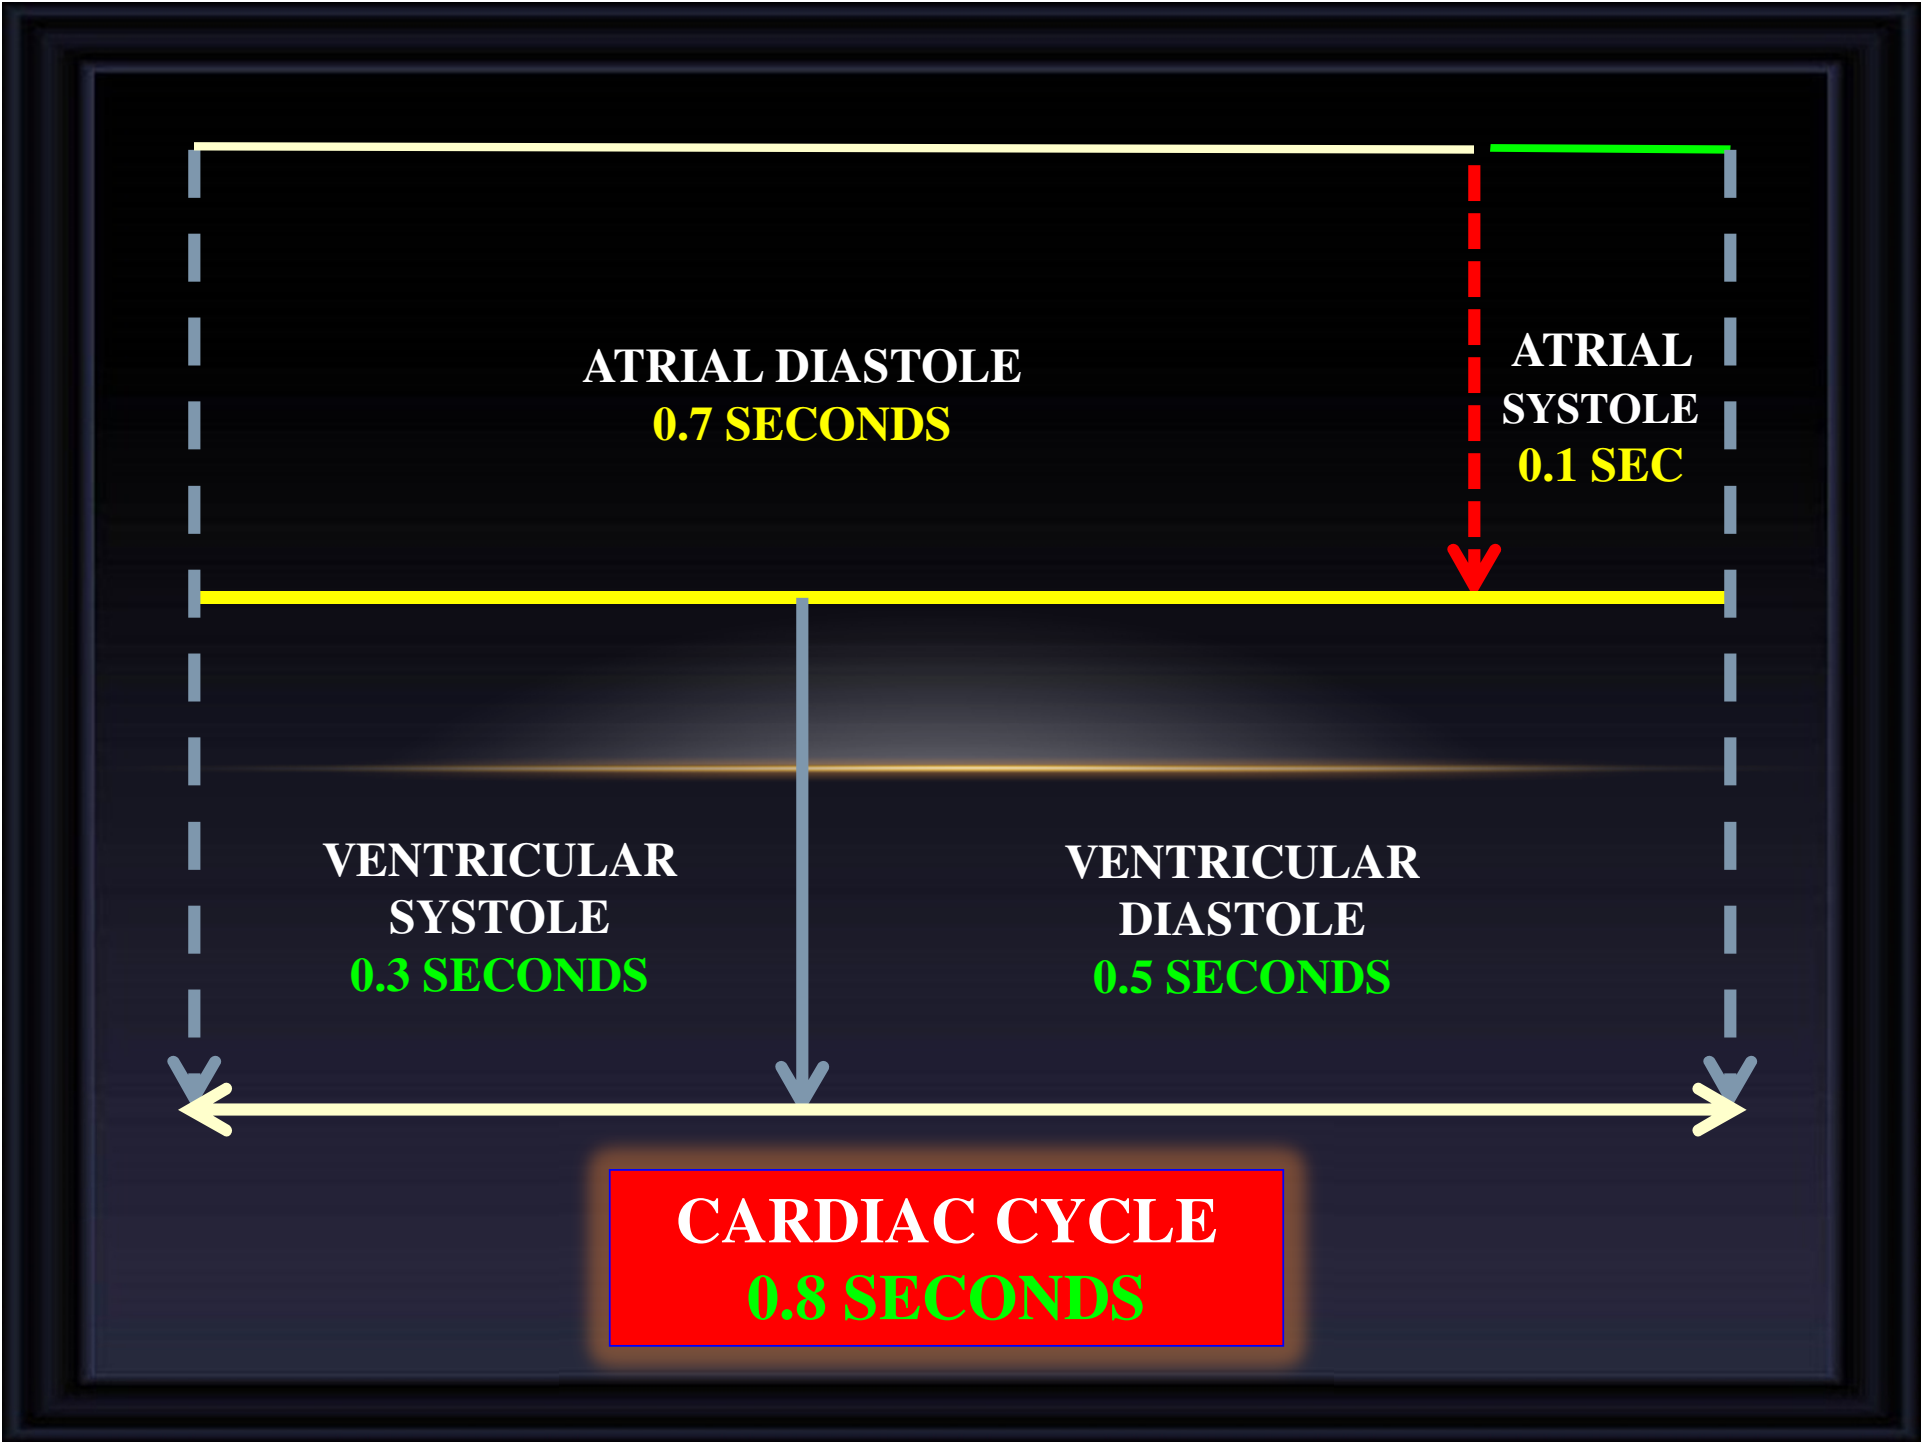 ATRIAL DIASTOLE
0.7 SECONDS
ATRIAL
SYSTOLE
0.1 SEC
VENTRICULAR
SYSTOLE
0.3 SECONDS
VENTRICULAR
DIASTOLE
0.5 SECONDS
CARDIAC CYCLE
0.8 SECONDS